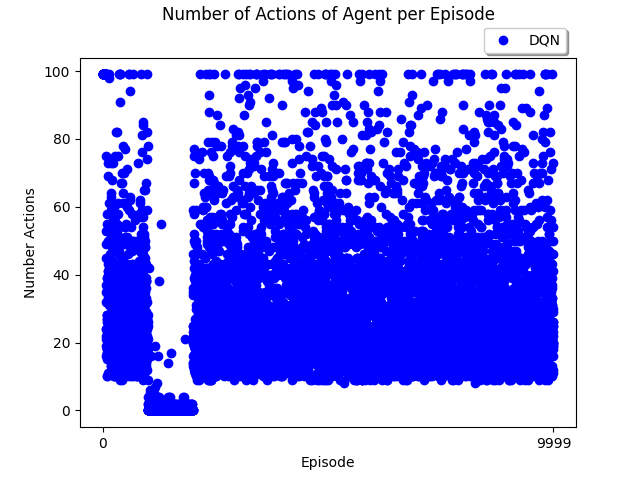 Number of Actions of Agent per Episode
DQN
100
80
60
40
20
0
Number Actions
0
9999
Episode